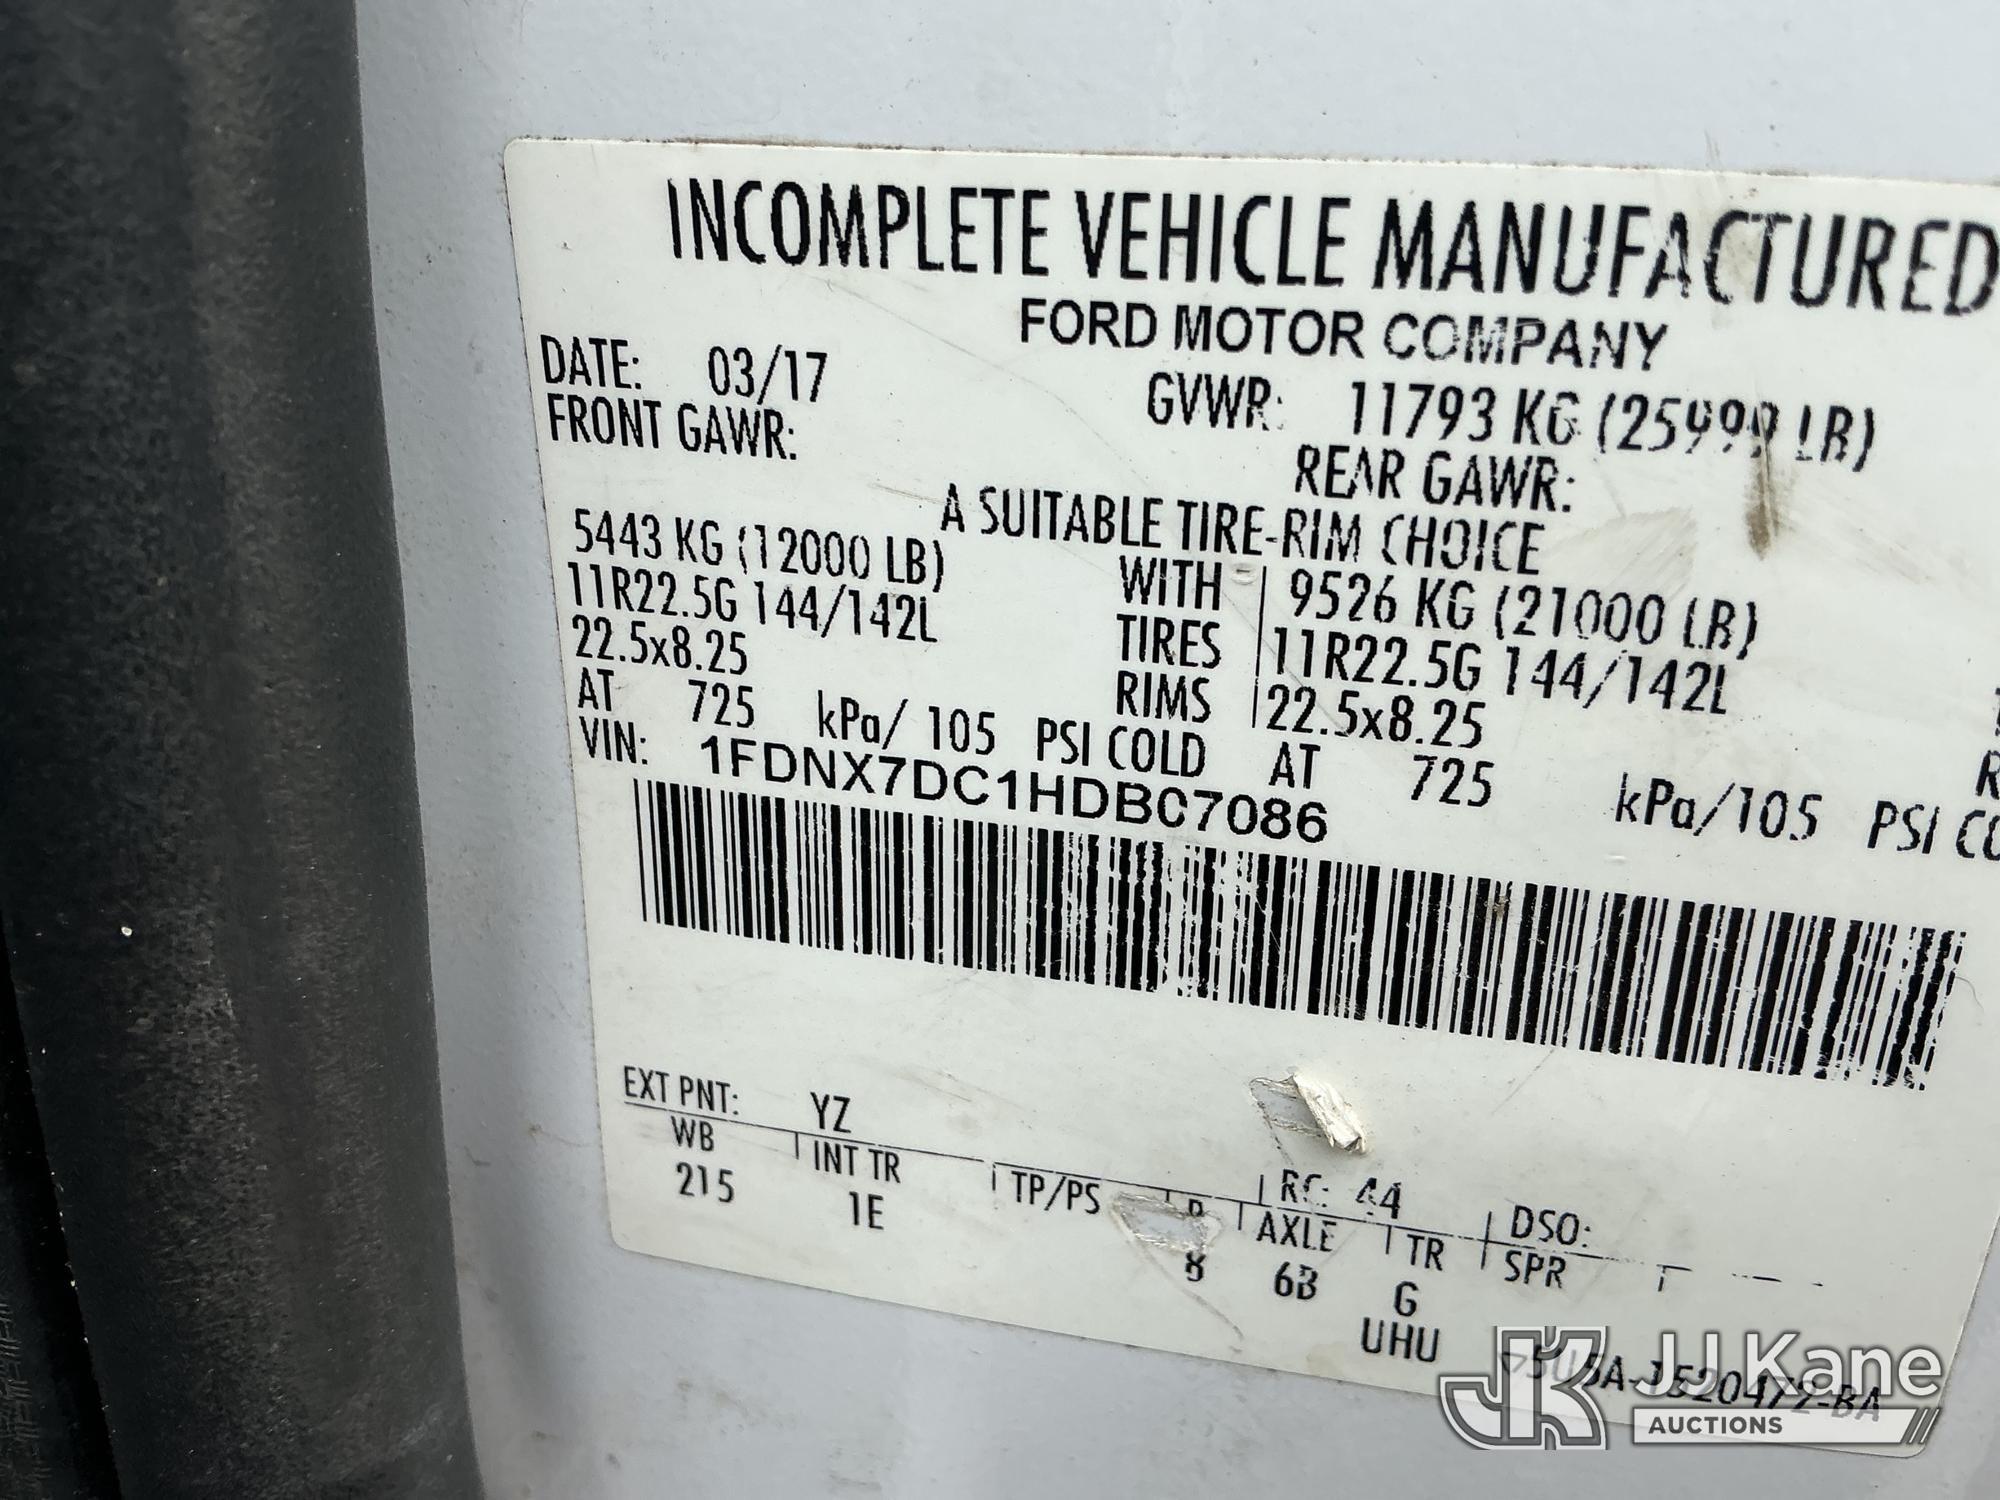 INCOMPLETE VEHICLE MANUFACTURED
FORD MOTOR COMPANY
DATE: 03/17 GVWR: 11793 KG (25999 LB)
FRONT GAWR: REAR GAWR:
A SUITABLE TIRE-RIM CHOICE
5443 KG (12000 LB) WITH 9526 KG (21000 LB)
11R22.5G 144/142L TIRES 11R22.5G 144/142L
22.5x8.25 RIMS 22.5x8.25
AT 725 kPa/ 105 PSI COLD AT 725 kPa/105 PSI CO
VIN: 1FDNX7DC1HDB07086
EXT PNT: YZ RC: 44 DSO:
WB INT TR TP/PS R AXLE TR SPR
215 1E 8 6B G
UHU
JJ Kane
AUCTIONS